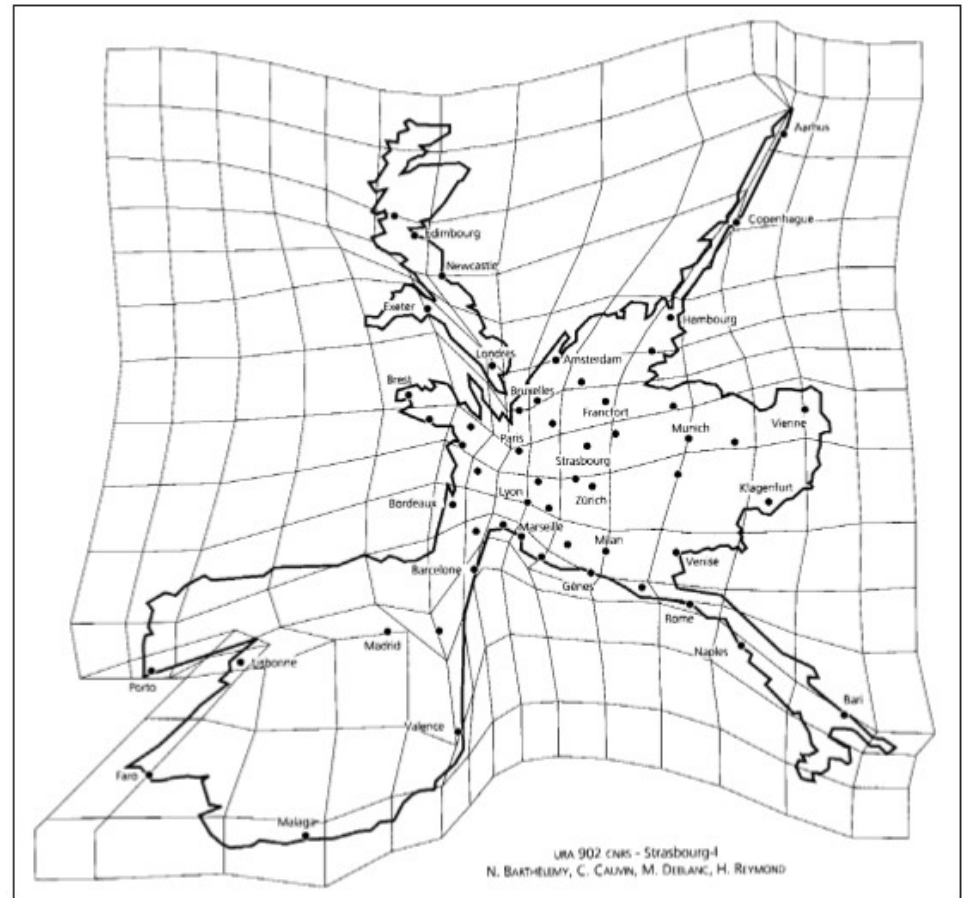 Aarhus
Copenhague
Edimbourg
Newcastle
Exeter
Hambourg
Londres
Amsterdam
Brest
Bruxelles
Francfort
Vienne
Munich
Paris
Strasbourg
Klagenfurt
Lyon
Zürich
Bordeaux
Marseille
Milan
Venise
Barcelone
Gênes
Rome
Madrid
Naples
Lisbonne
Porto
Bari
Valence
Faro
Malaga
URA 902 CNRS - Strasbourg-I
N. BARTHELEMY, C. CAUVIN, M. DEBLANC, H. REYMOND